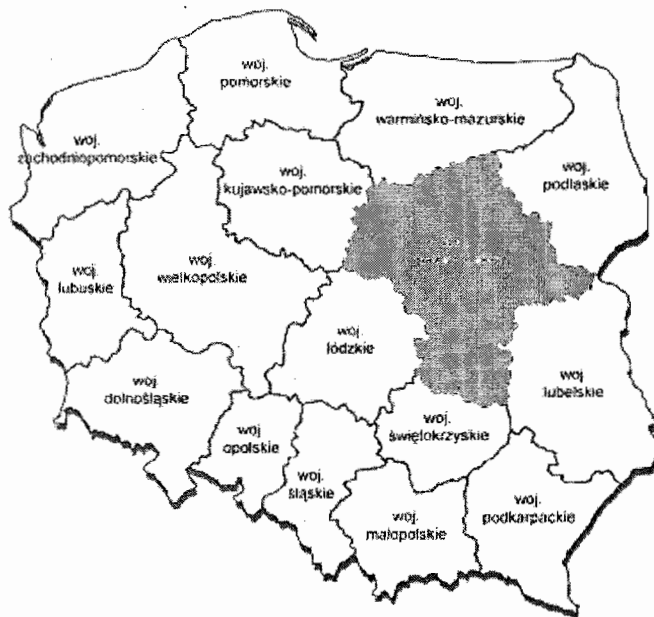 woj.
pomorskie
woj.
warmińsko-mazurskie
woj.
zachodniopomorskie
woj.
kujawsko-pomorskie
woj.
podlaskie
woj.
lubuskie
woj.
wielkopolskie
woj.
łódzkie
woj.
lubelskie
woj.
dolnośląskie
woj
opolskie
woj.
śląskie
woj.
świętokrzyskie
woj.
małopolskie
woj.
podkarpackie